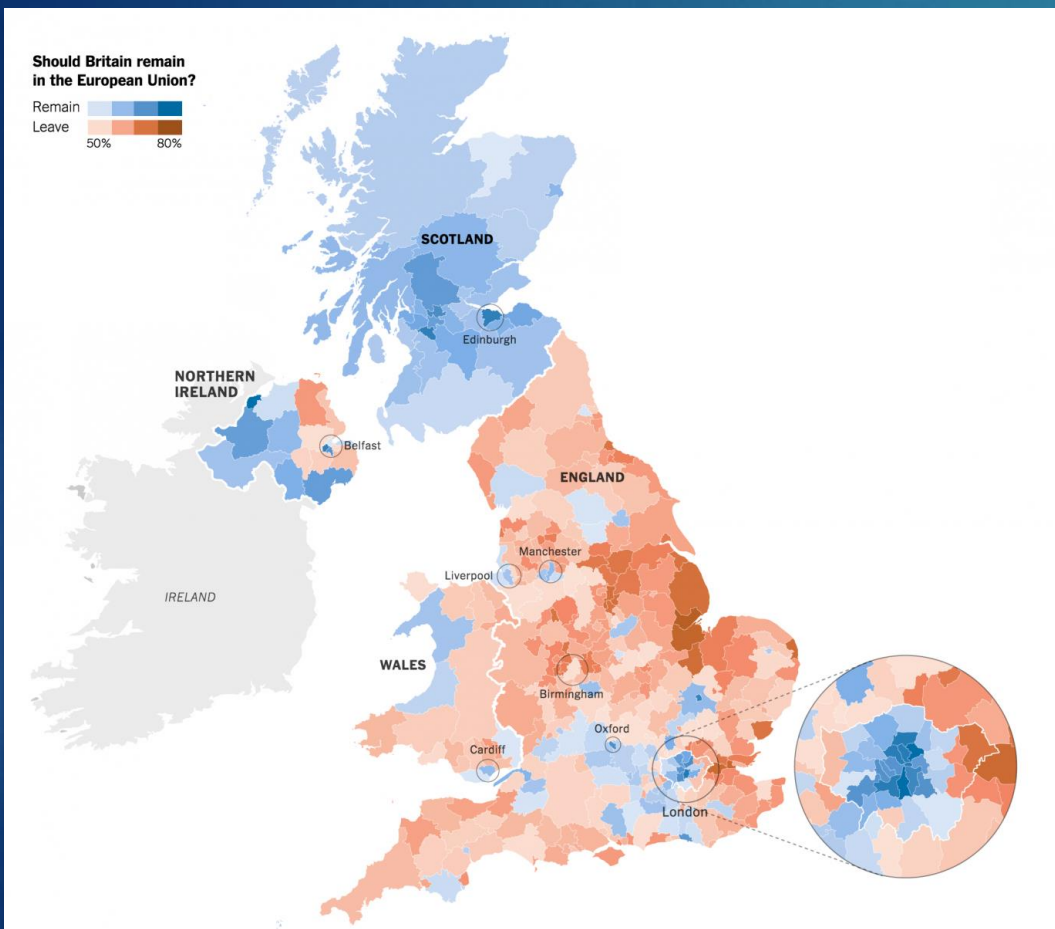 Should Britain remain
in the European Union?
Remain
Leave
50% 80%
SCOTLAND
Edinburgh
NORTHERN
IRELAND
Belfast
ENGLAND
Manchester
Liverpool
IRELAND
WALES
Birmingham
Oxford
Cardiff
London